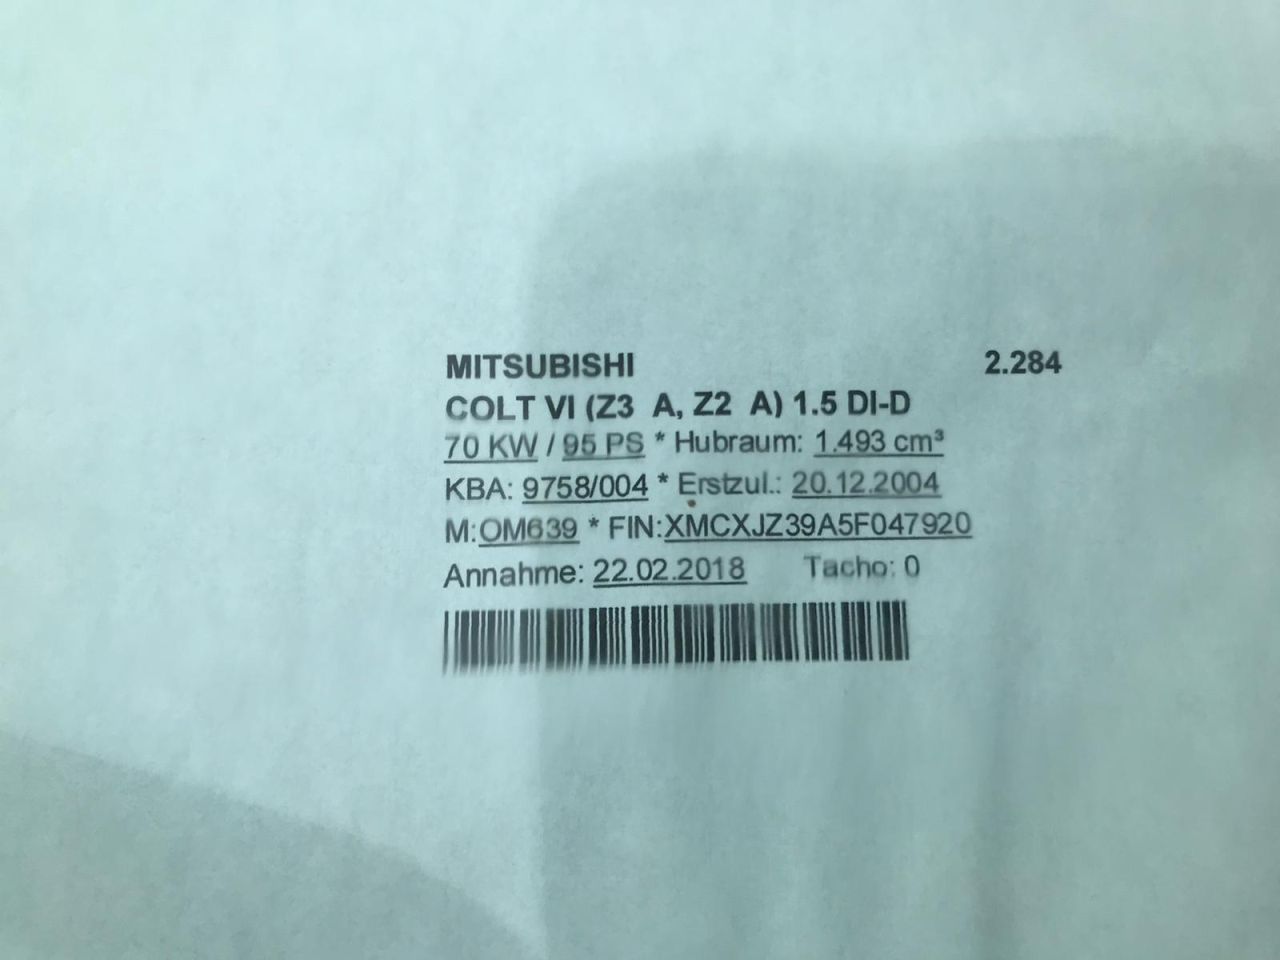 MITSUBISHI 2.284
COLT VI (Z3 A, Z2 A) 1.5 DI-D
70 KW / 95 PS * Hubraum: 1.493 cm³
KBA: 9758/004 * Erstzul.: 20.12.2004
M:OM639 * FIN:XMCXJZ39A5F047920
Annahme: 22.02.2018 Tacho: 0